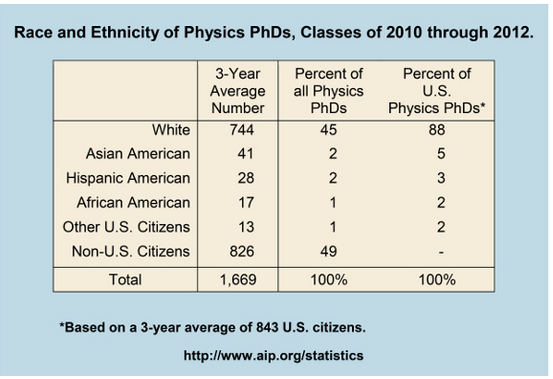 Race and Ethnicity of Physics PhDs, Classes of 2010 through 2012.
3-Year Average Number Percent of all Physics PhDs Percent of U.S. Physics PhDs*
White 744 45 88
Asian American 41 2 5
Hispanic American 28 2 3
African American 17 1 2
Other U.S. Citizens 13 1 2
Non-U.S. Citizens 826 49 -
Total 1,669 100% 100%
*Based on a 3-year average of 843 U.S. citizens.
http://www.aip.org/statistics